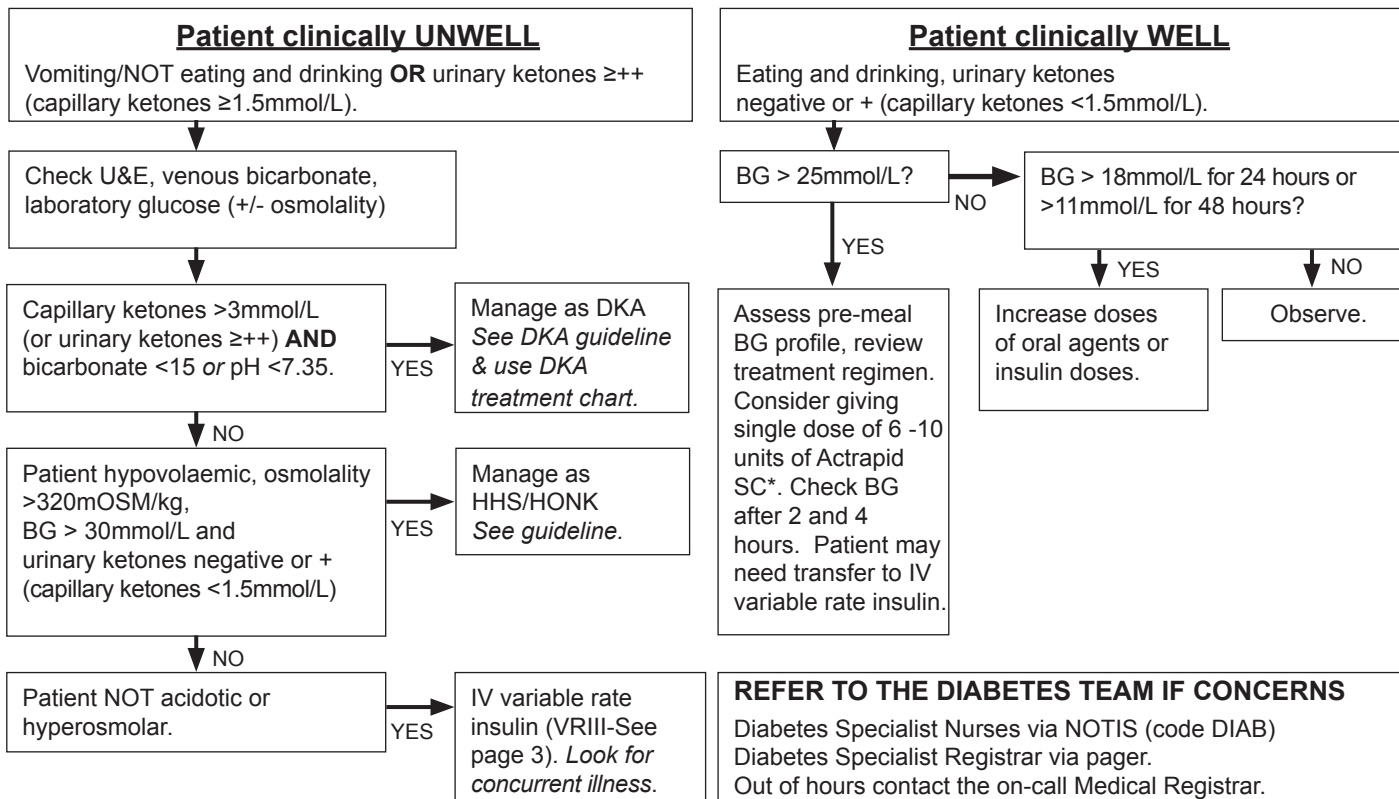 Patient clinically UNWELL
Vomiting/NOT eating and drinking OR urinary ketones ≥++
(capillary ketones ≥1.5mmol/L).
Check U&E, venous bicarbonate,
laboratory glucose (+/- osmolality)
Capillary ketones >3mmol/L
(or urinary ketones ≥++) AND
bicarbonate <15 or pH <7.35.
YES
Manage as DKA
See DKA guideline
& use DKA
treatment chart.
NO
Patient hypovolaemic, osmolality
>320mOSM/kg,
BG > 30mmol/L and
urinary ketones negative or +
(capillary ketones <1.5mmol/L)
YES
Manage as
HHS/HONK
See guideline.
NO
Patient NOT acidotic or
hyperosmolar.
YES
IV variable rate
insulin (VRIII-See
page 3). Look for
concurrent illness.
Patient clinically WELL
Eating and drinking, urinary ketones
negative or + (capillary ketones <1.5mmol/L).
BG > 25mmol/L?
NO
BG > 18mmol/L for 24 hours or
>11mmol/L for 48 hours?
YES
Assess pre-meal
BG profile, review
treatment regimen.
Consider giving
single dose of 6 -10
units of Actrapid
SC*. Check BG
after 2 and 4
hours. Patient may
need transfer to IV
variable rate insulin.
YES
Increase doses
of oral agents or
insulin doses.
NO
Observe.
REFER TO THE DIABETES TEAM IF CONCERNS
Diabetes Specialist Nurses via NOTIS (code DIAB)
Diabetes Specialist Registrar via pager.
Out of hours contact the on-call Medical Registrar.